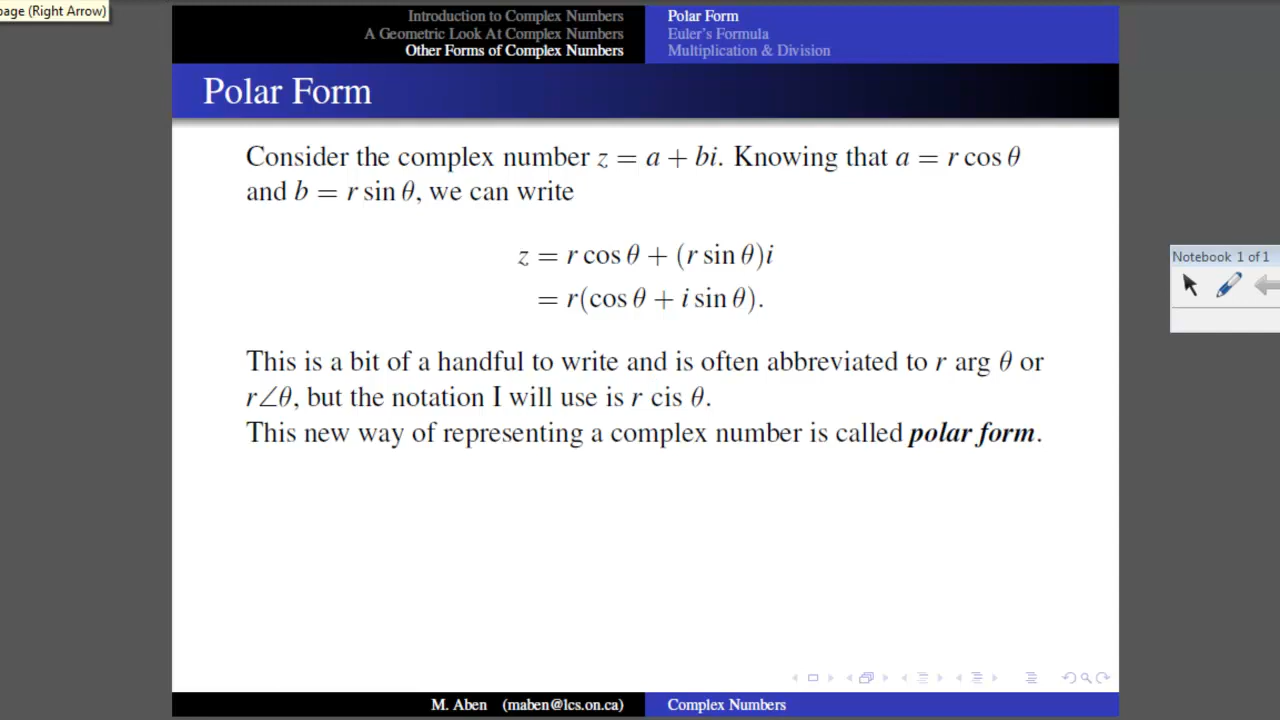 page (Right Arrow)
Introduction to Complex Numbers
A Geometric Look At Complex Numbers
Other Forms of Complex Numbers
Polar Form
Euler's Formula
Multiplication & Division
Polar Form
Consider the complex number z = a + bi. Knowing that a = r cos θ
and b = r sin θ, we can write
z = r cos θ + (r sin θ)i
= r(cos θ + i sin θ).
This is a bit of a handful to write and is often abbreviated to r arg θ or
r∠θ, but the notation I will use is r cis θ.
This new way of representing a complex number is called polar form.
Notebook 1 of 1
M. Aben (maben@lcs.on.ca)
Complex Numbers